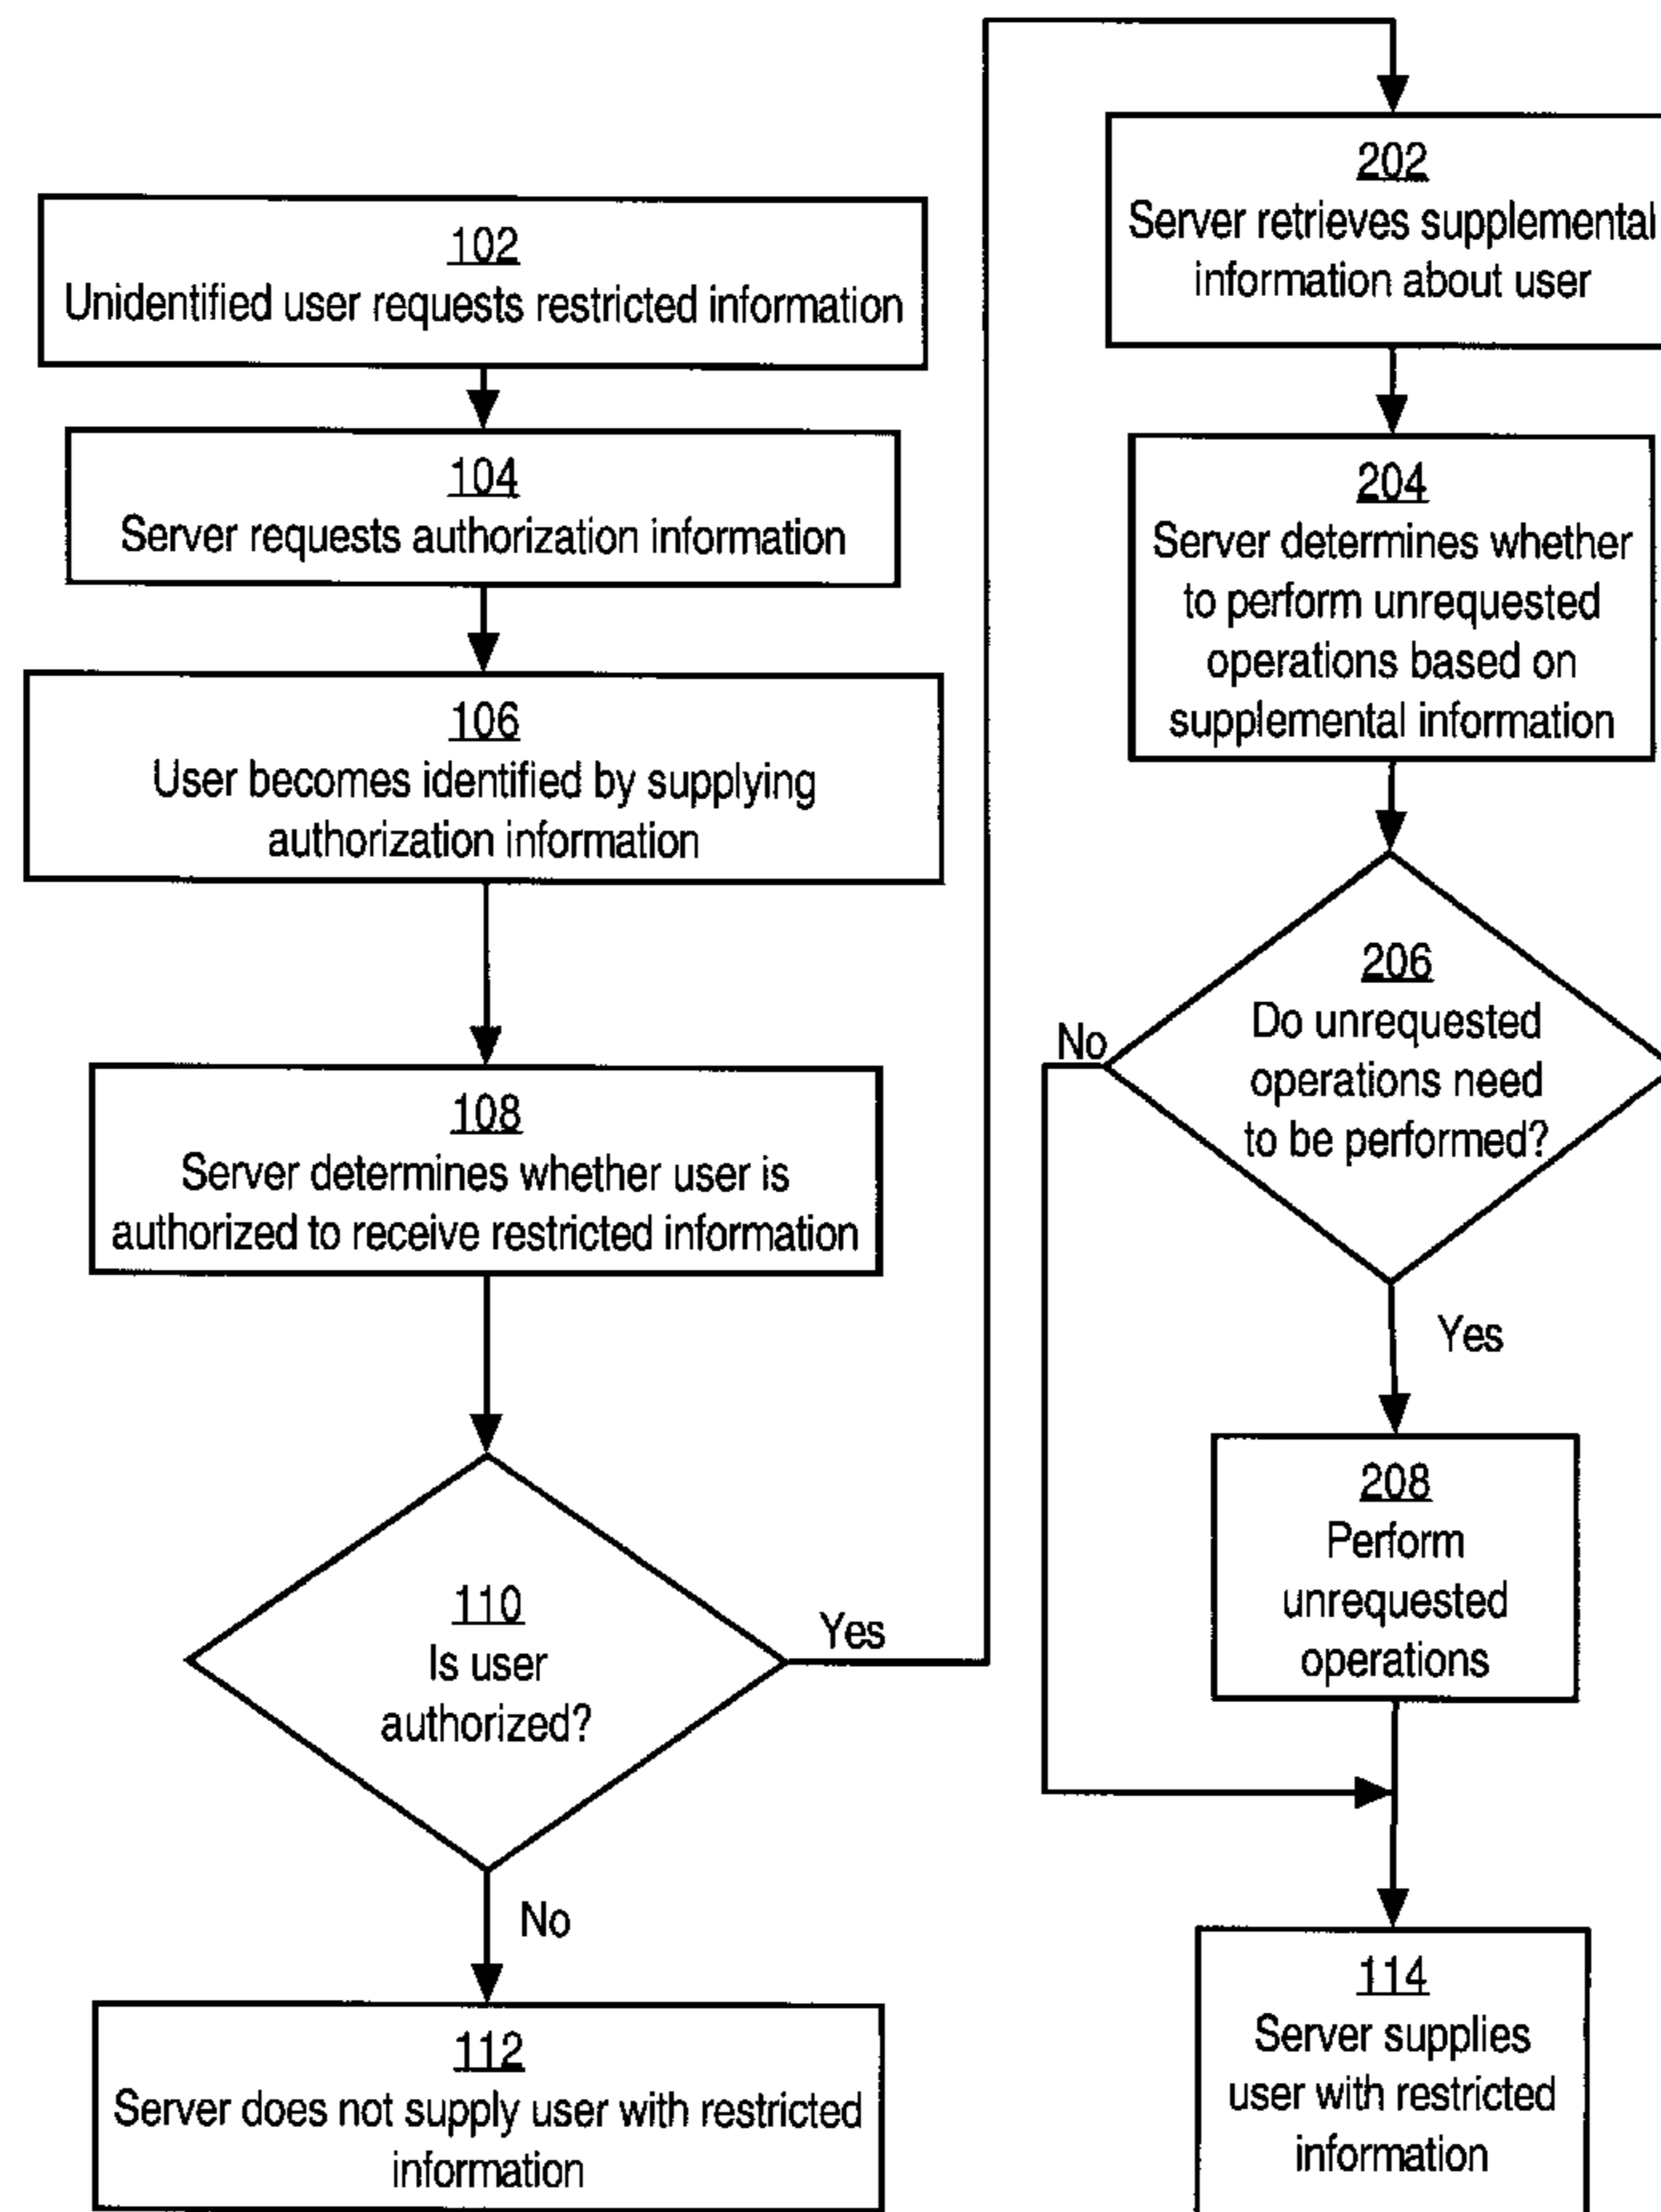 102
Unidentified user requests restricted information
104
Server requests authorization information
106
User becomes identified by supplying
authorization information
108
Server determines whether user is
authorized to receive restricted information
110
Is user
authorized?
Yes
No
112
Server does not supply user with restricted
information
202
Server retrieves supplemental
information about user
204
Server determines whether
to perform unrequested
operations based on
supplemental information
206
Do unrequested
operations need
to be performed?
No
Yes
208
Perform
unrequested
operations
114
Server supplies
user with restricted
information